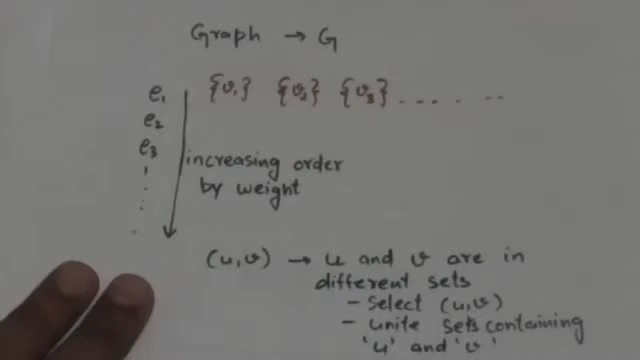 Graph → G
e₁ {v₁} {v₂} {v₃} ..... ..
e₂
e₃
increasing order
by weight
(u,v) → u and v are in
different sets
- Select (u,v)
- unite sets containing
'u' and 'v'